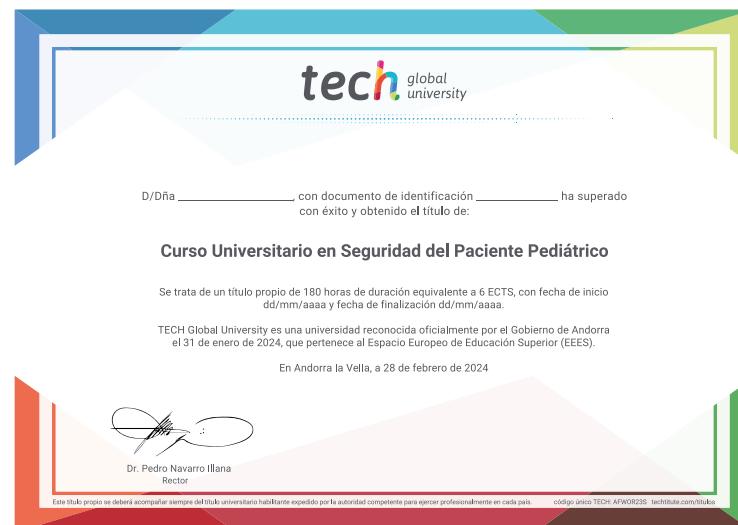 tech global university
D/Dña ____________________, con documento de identificación ______________ ha superado
con éxito y obtenido el título de:
Curso Universitario en Seguridad del Paciente Pediátrico
Se trata de un título propio de 180 horas de duración equivalente a 6 ECTS, con fecha de inicio
dd/mm/aaaa y fecha de finalización dd/mm/aaaa.
TECH Global University es una universidad reconocida oficialmente por el Gobierno de Andorra
el 31 de enero de 2024, que pertenece al Espacio Europeo de Educación Superior (EEES).
En Andorra la Vella, a 28 de febrero de 2024
Dr. Pedro Navarro Illana
Rector
Este título propio se deberá acompañar siempre del título universitario habilitante expedido por la autoridad competente para ejercer profesionalmente en cada país. código único TECH: AFWOR23S techtitute.com/titulos